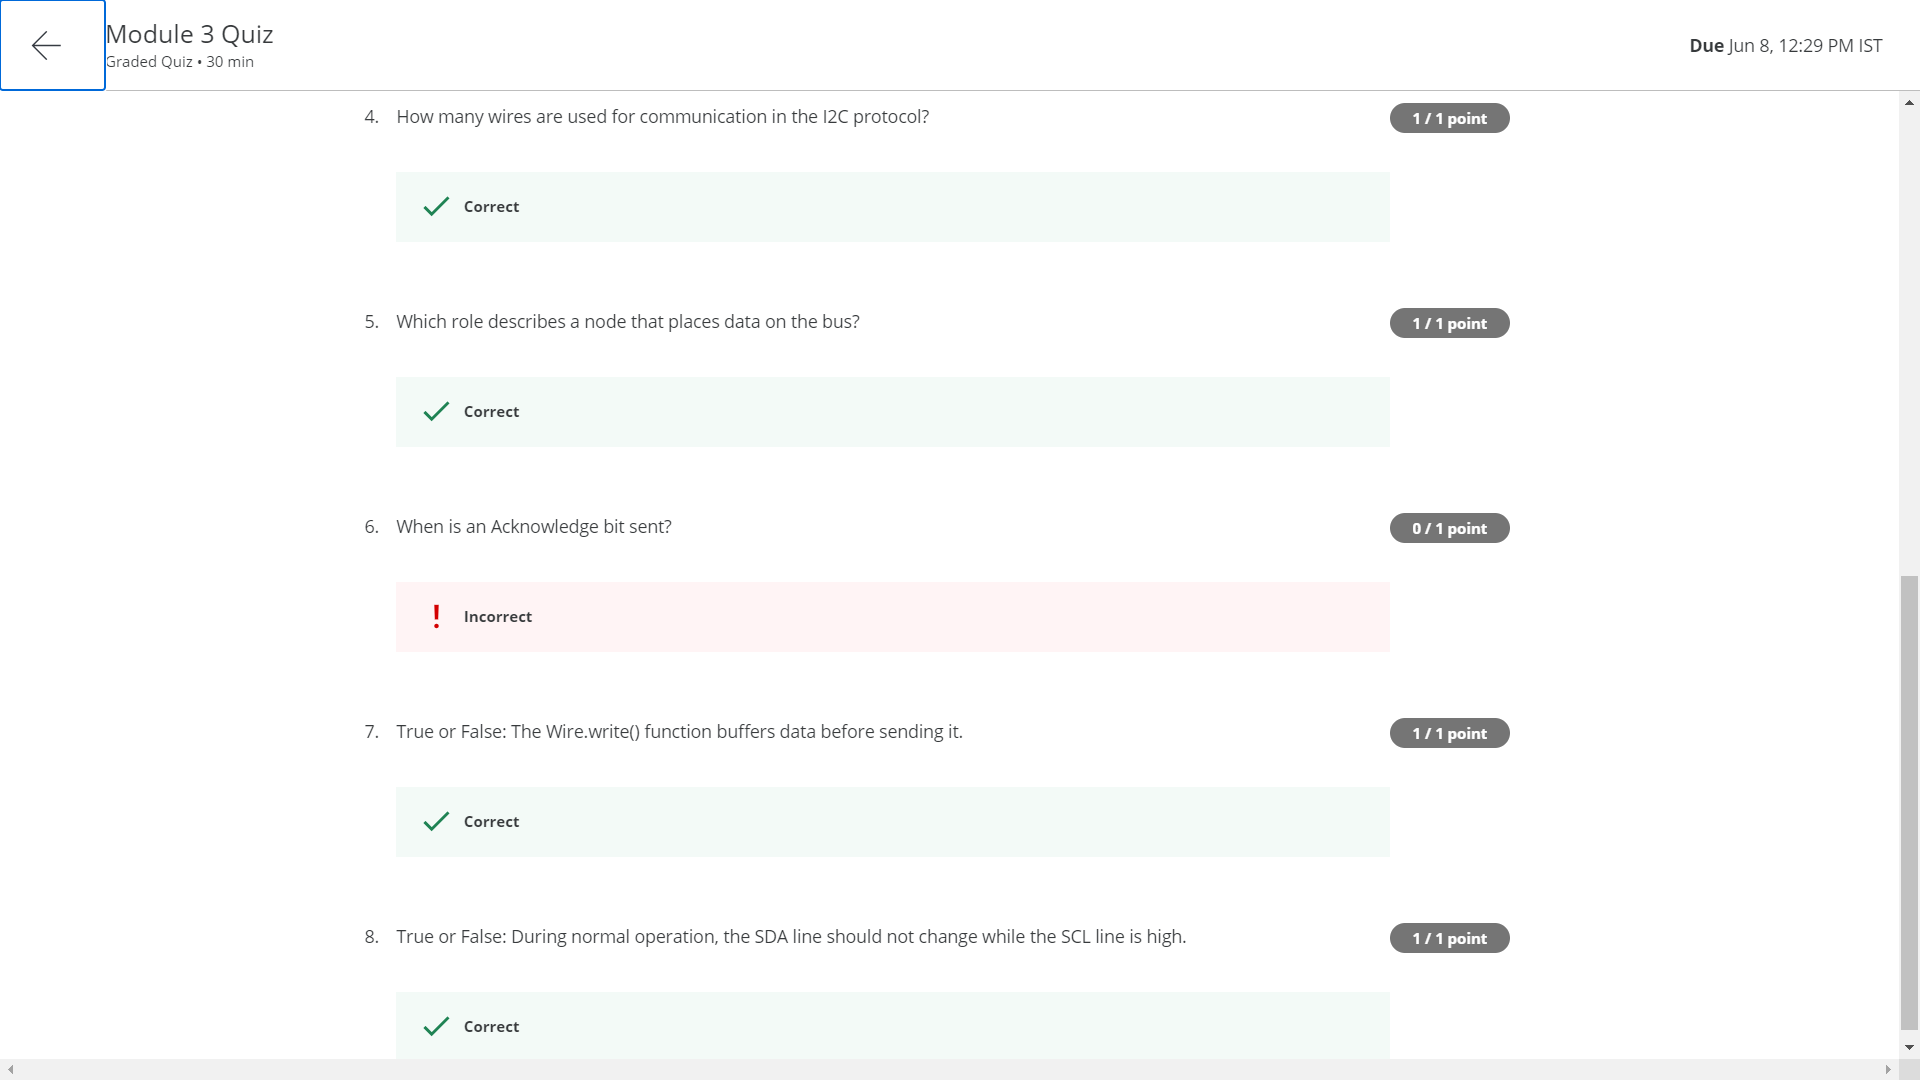 Module 3 Quiz
Graded Quiz • 30 min
Due Jun 8, 12:29 PM IST
4. How many wires are used for communication in the I2C protocol?
1 / 1 point
Correct
5. Which role describes a node that places data on the bus?
1 / 1 point
Correct
6. When is an Acknowledge bit sent?
0 / 1 point
Incorrect
7. True or False: The Wire.write() function buffers data before sending it.
1 / 1 point
Correct
8. True or False: During normal operation, the SDA line should not change while the SCL line is high.
1 / 1 point
Correct